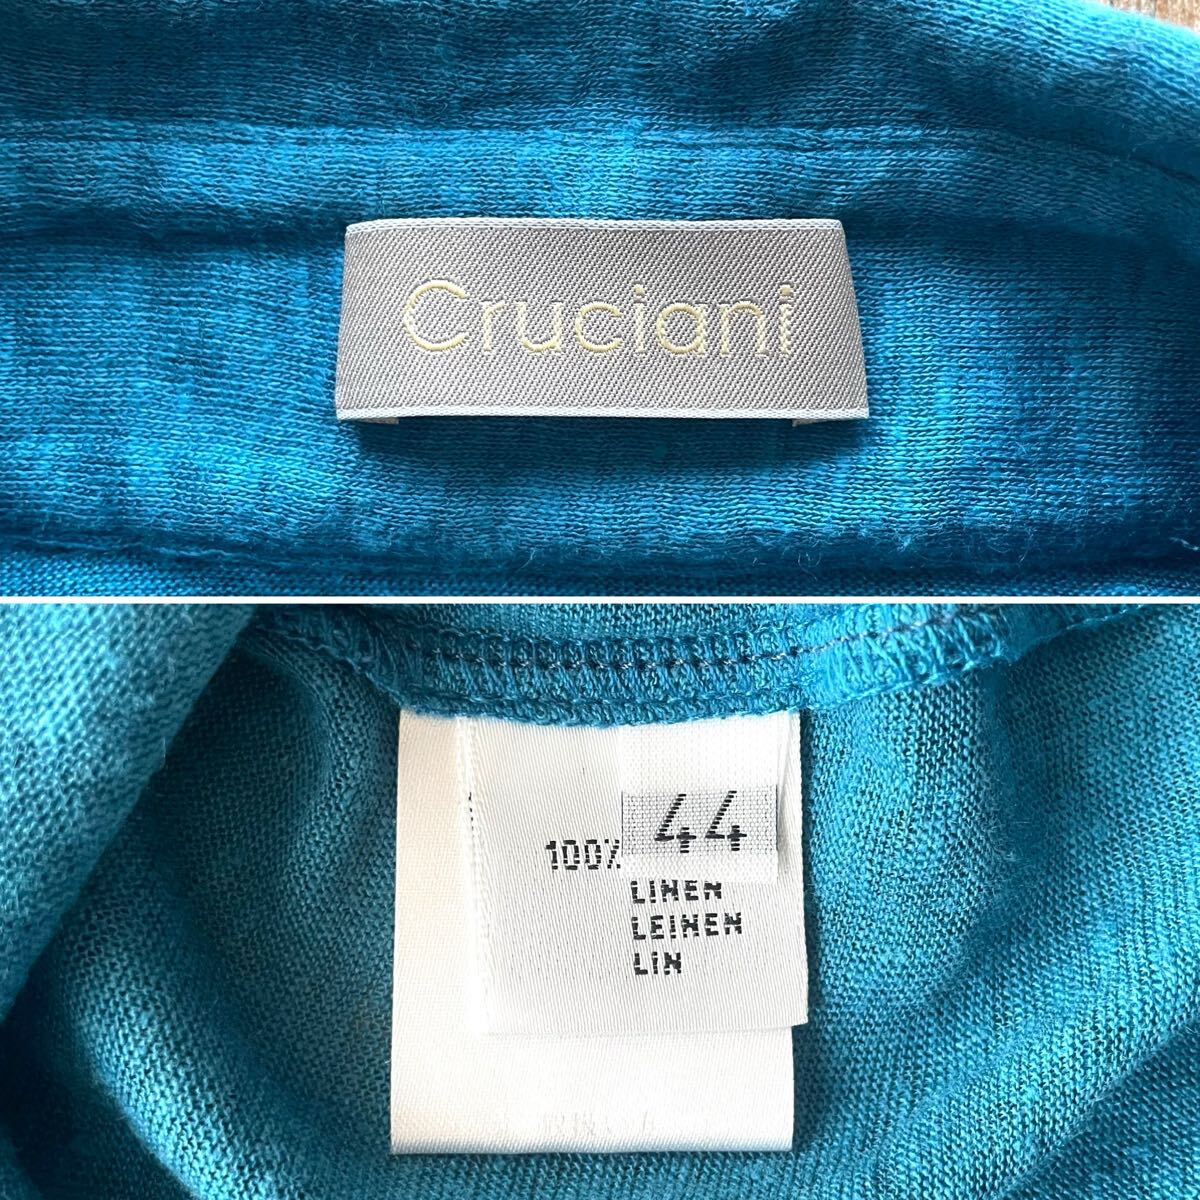 Cruciani
44
100%
LINEN
LEINEN
LIN